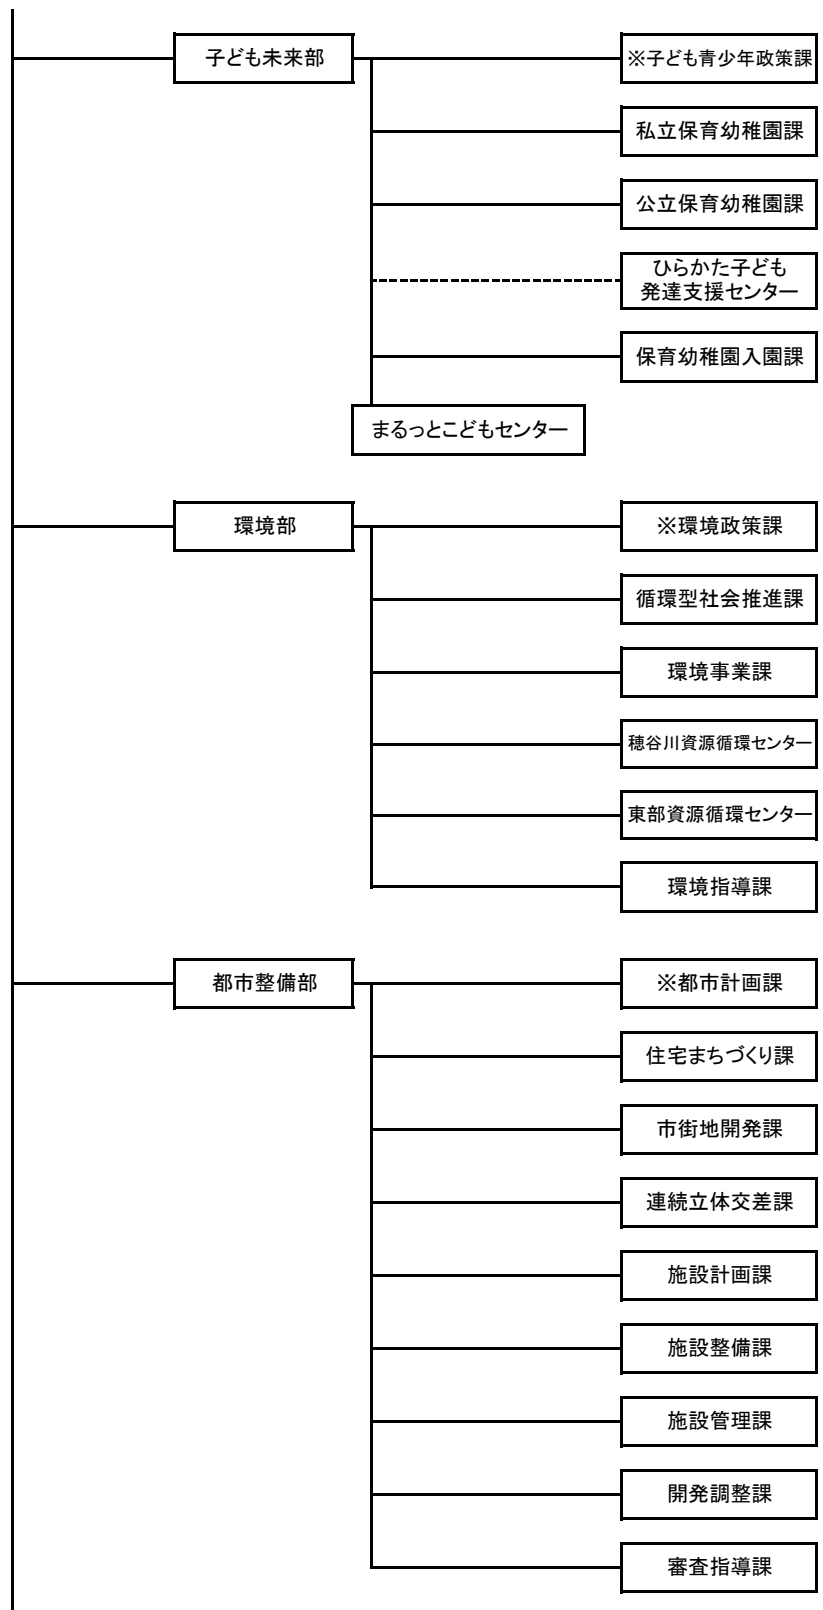 子ども未来部
※子ども青少年政策課
私立保育幼稚園課
公立保育幼稚園課
ひらかた子ども
発達支援センター
保育幼稚園入園課
まるっとこどもセンター
環境部
※環境政策課
循環型社会推進課
環境事業課
穂谷川資源循環センター
東部資源循環センター
環境指導課
都市整備部
※都市計画課
住宅まちづくり課
市街地開発課
連続立体交差課
施設計画課
施設整備課
施設管理課
開発調整課
審査指導課